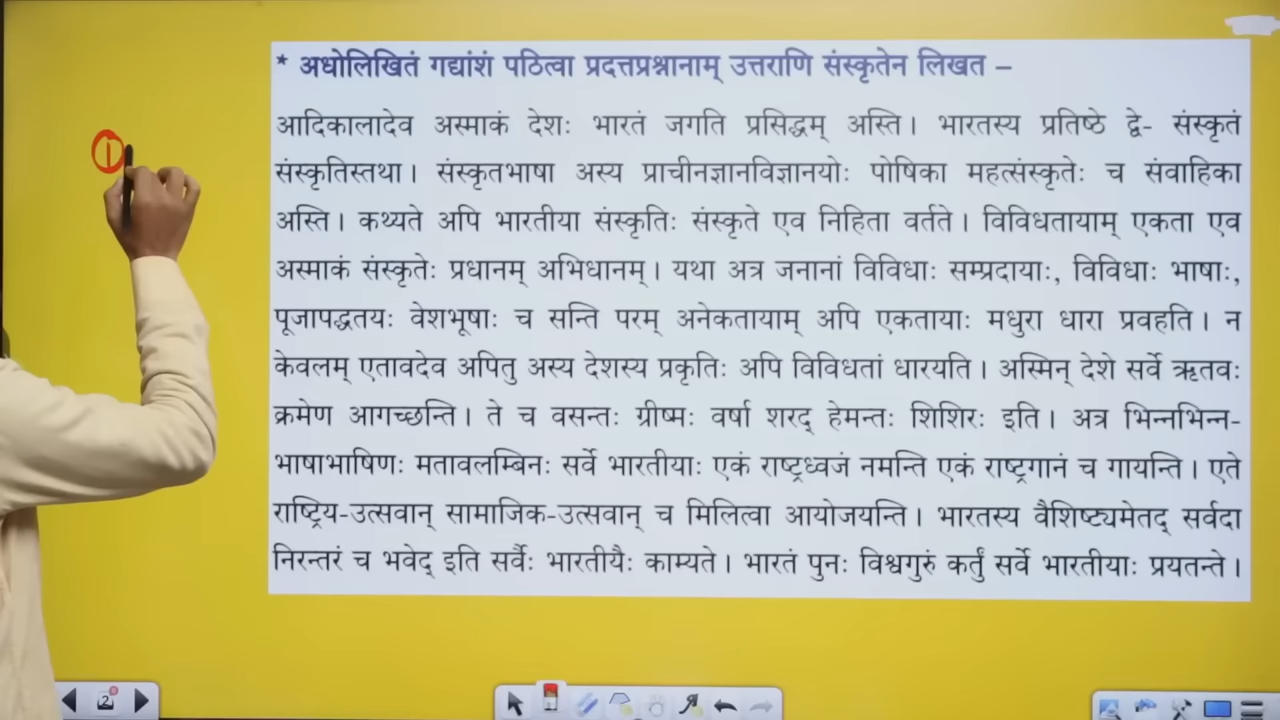 * अधोलिखितं गद्यांशं पठित्वा प्रदत्तप्रश्नानाम् उत्तराणि संस्कृतेन लिखत –
आदिकालादेव अस्माकं देशः भारतं जगति प्रसिद्धम् अस्ति। भारतस्य प्रतिष्ठे द्वे- संस्कृतं
1
संस्कृतिस्तथा। संस्कृतभाषा अस्य प्राचीनज्ञानविज्ञानयोः पोषिका महत्संस्कृतेः च संवाहिका
अस्ति। कथ्यते अपि भारतीया संस्कृतिः संस्कृते एव निहिता वर्तते। विविधतायाम् एकता एव
अस्माकं संस्कृतेः प्रधानम् अभिधानम्। यथा अत्र जनानां विविधाः सम्प्रदायाः, विविधाः भाषाः,
पूजापद्धतयः वेशभूषाः च सन्ति परम् अनेकतायाम् अपि एकतायाः मधुरा धारा प्रवहति। न
केवलम् एतावदेव अपितु अस्य देशस्य प्रकृतिः अपि विविधतां धारयति। अस्मिन् देशे सर्वे ऋतवः
क्रमेण आगच्छन्ति। ते च वसन्तः ग्रीष्मः वर्षा शरद् हेमन्तः शिशिरः इति। अत्र भिन्नभिन्न-
भाषाभाषिणः मतावलम्बिनः सर्वे भारतीयाः एकं राष्ट्रध्वजं नमन्ति एकं राष्ट्रगानं च गायन्ति। एते
राष्ट्रिय-उत्सवान् सामाजिक-उत्सवान् च मिलित्वा आयोजयन्ति। भारतस्य वैशिष्ट्यमेतद् सर्वदा
निरन्तरं च भवेद् इति सर्वैः भारतीयैः काम्यते। भारतं पुनः विश्वगुरुं कर्तुं सर्वे भारतीयाः प्रयतन्ते।
2